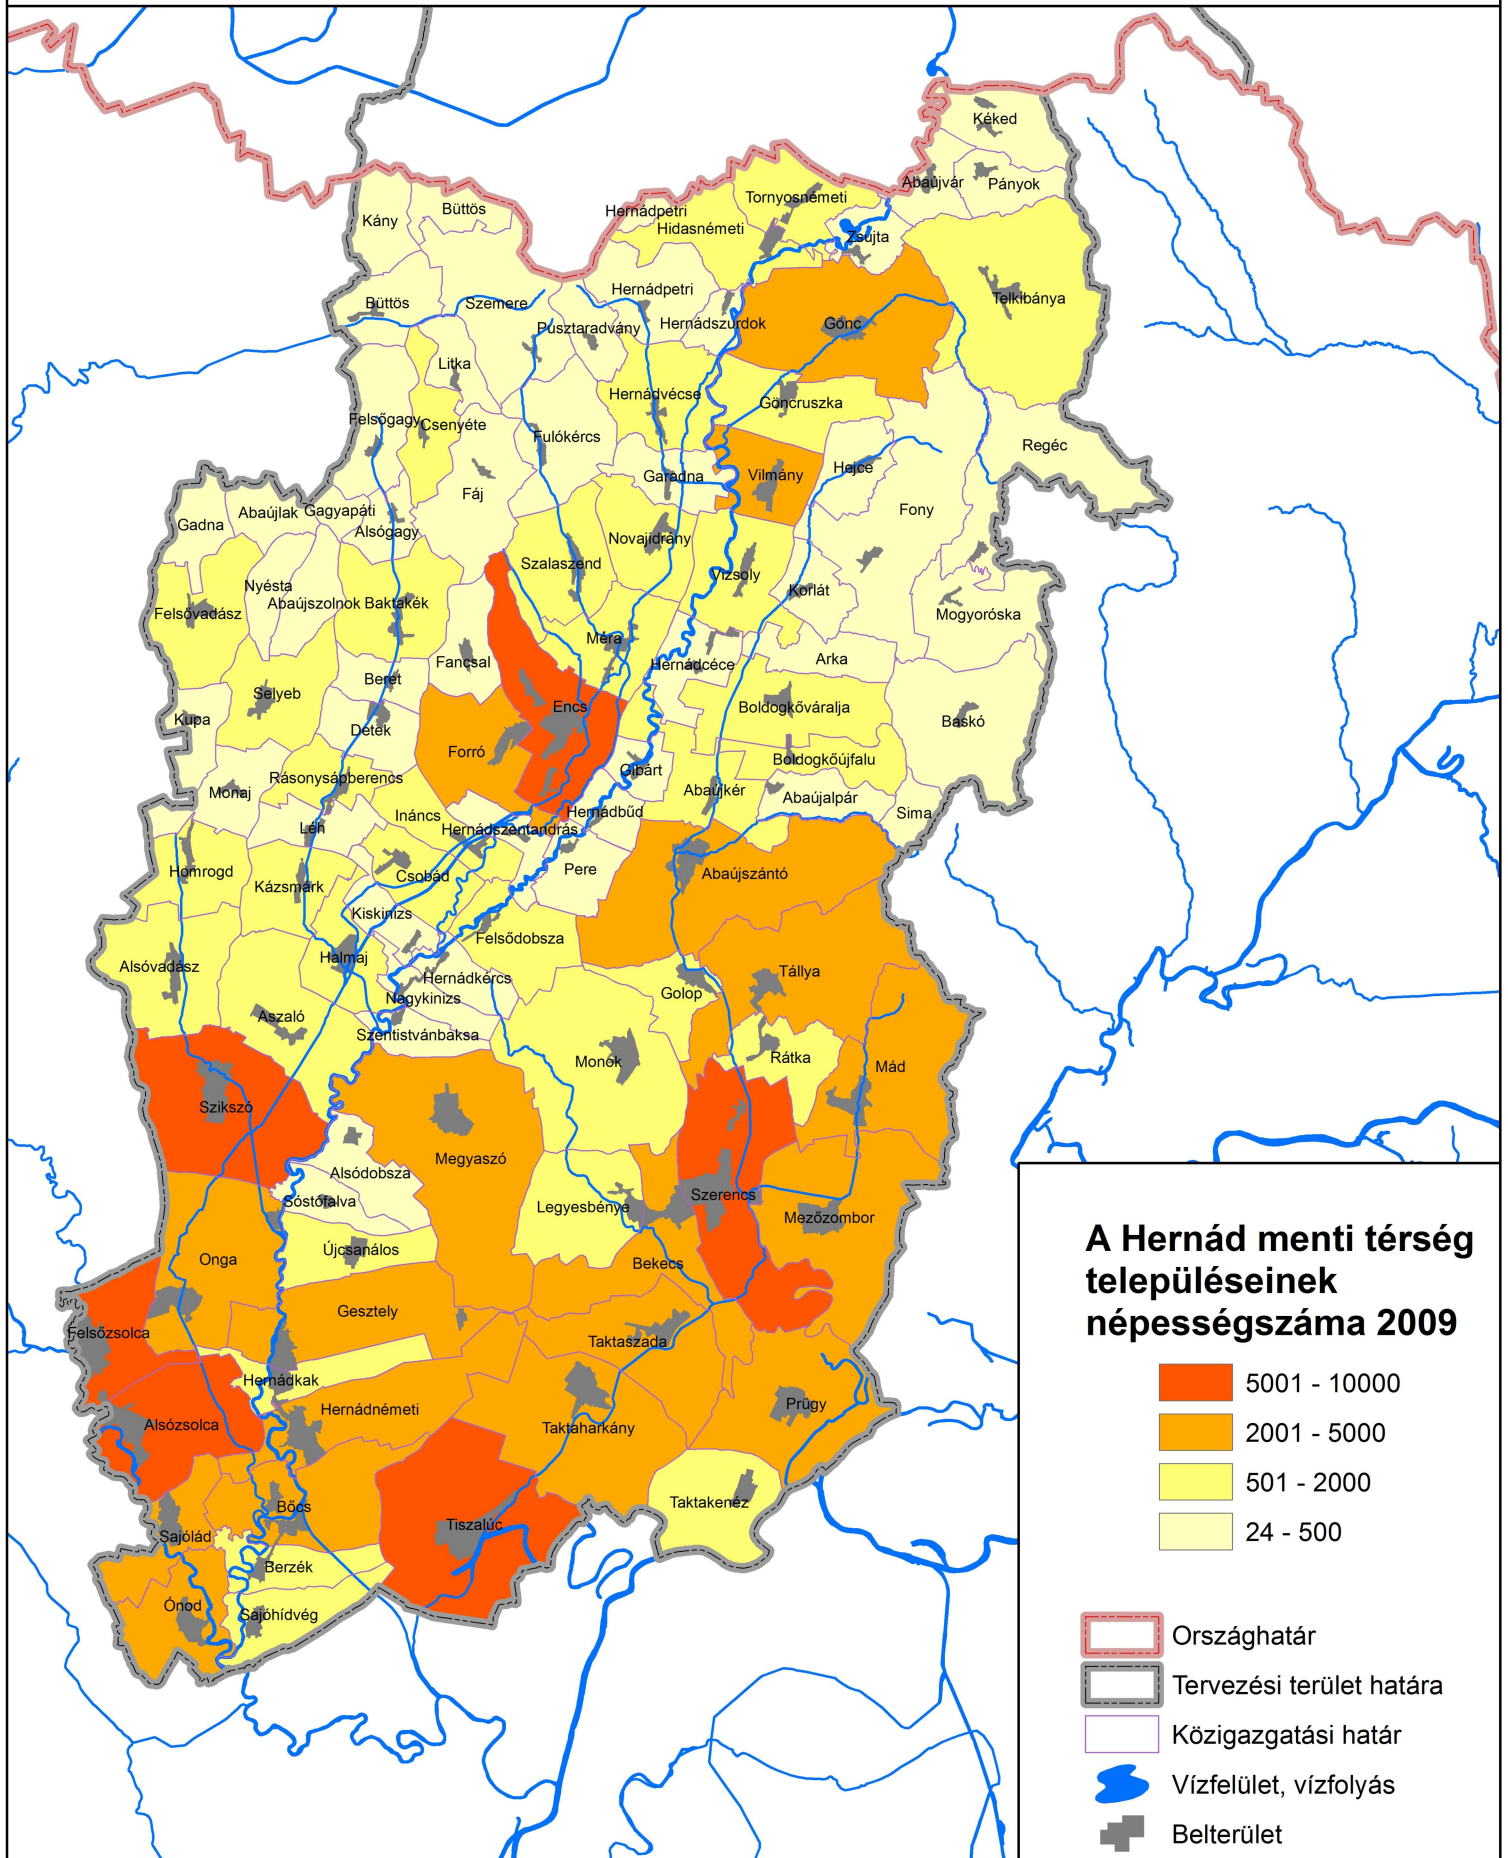 Kéked
Abaújvár
Pányok
Tornyosnémeti
Büttös
Hernádpetri
Kány
Hidasnémeti
Zsujta
Hernádpetri
Telkibánya
Büttös
Szemere
Pusztaradvány
Hernádszurdok
Gönc
Litka
Hernádvécse
Göncruszka
Felsőgagy
Csenyéte
Fulókércs
Regéc
Garadna
Vilmány
Hejce
Fáj
Fony
Gadna
Abaújlak
Gagyapáti
Alsógagy
Novajidrány
Szalaszend
Vizsoly
Nyésta
Korlát
Felsővadász
Abaújszolnok
Baktakék
Mogyoróska
Méra
Fancsal
Hernádcéce
Arka
Beret
Selyeb
Encs
Boldogkőváralja
Kupa
Detek
Baskó
Forró
Boldogkőújfalu
Gibárt
Rásonysápberencs
Monaj
Abaújkér
Abaújalpár
Ináncs
Hernádbűd
Sima
Léh
Hernádszentandrás
Homrogd
Pere
Abaújszántó
Kázsmárk
Csobád
Kiskinizs
Felsődobsza
Alsóvadász
Halmaj
Tállya
Hernádkércs
Golop
Nagykinizs
Aszaló
Szentistvánbaksa
Monok
Rátka
Mád
Szikszó
Megyaszó
Alsódobsza
Szerencs
Sóstófalva
Legyesbénye
Mezőzombor
Újcsanálos
Onga
Bekecs
Gesztely
Felsőzsolca
Taktaszada
Hernádkak
Prügy
Hernádnémeti
Alsózsolca
Taktaharkány
Taktakenéz
Bőcs
Tiszalúc
Sajólád
Berzék
Ónod
Sajóhídvég
A Hernád menti térség
településeinek
népességszáma 2009
5001 - 10000
2001 - 5000
501 - 2000
24 - 500
Országhatár
Tervezési terület határa
Közigazgatási határ
Vízfelület, vízfolyás
Belterület